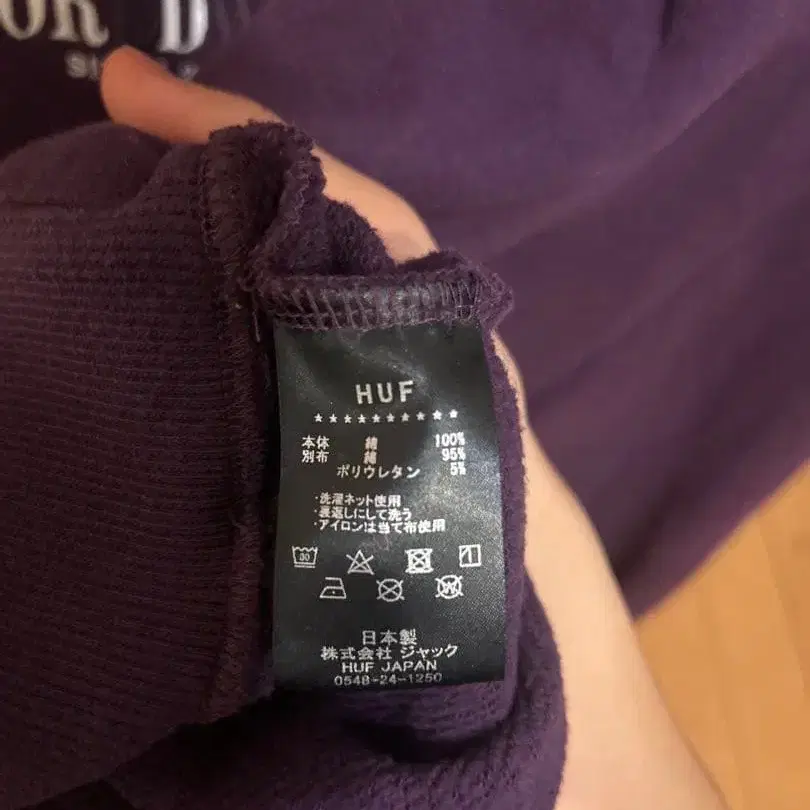 HUF
★★★★★★★★★★
本体 綿 100%
別布 綿 95%
ポリウレタン 5%
・洗濯ネット使用
・裏返しにして洗う
・アイロンは当て布使用
30
W
日本製
株式会社 ジャック
HUF JAPAN
0548-24-1250